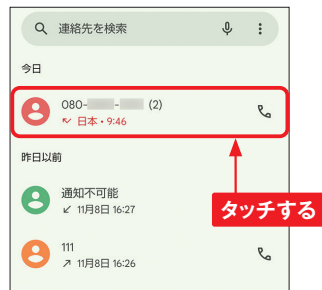 連絡先を検索
今日
080- - (2)
日本・9:46
昨日以前
通知不可能
11月8日 16:27
タッチする
111
11月8日 16:26